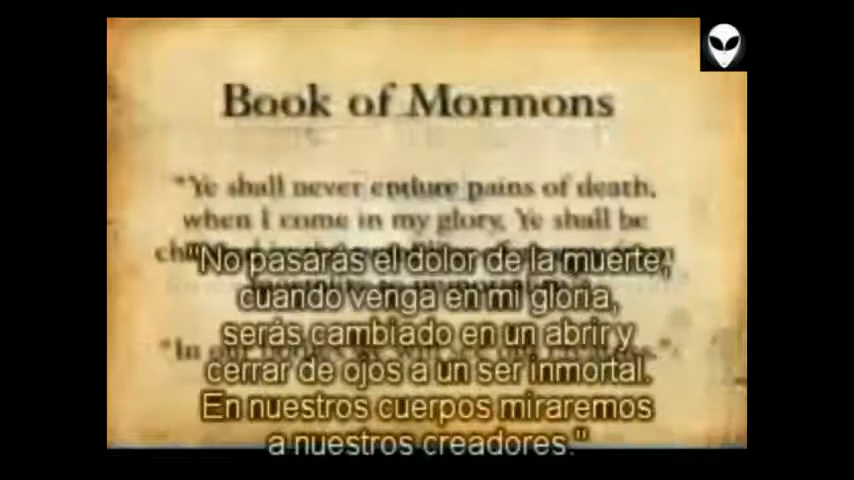 Book of Mormons
"Ye shall never endure pains of death,
when I come in my glory, Ye shall be
"No pasarás el dolor de la muerte,
cuando venga en mi gloria,
serás cambiado en un abrir y
cerrar de ojos a un ser inmortal.
En nuestros cuerpos miraremos
a nuestros creadores."